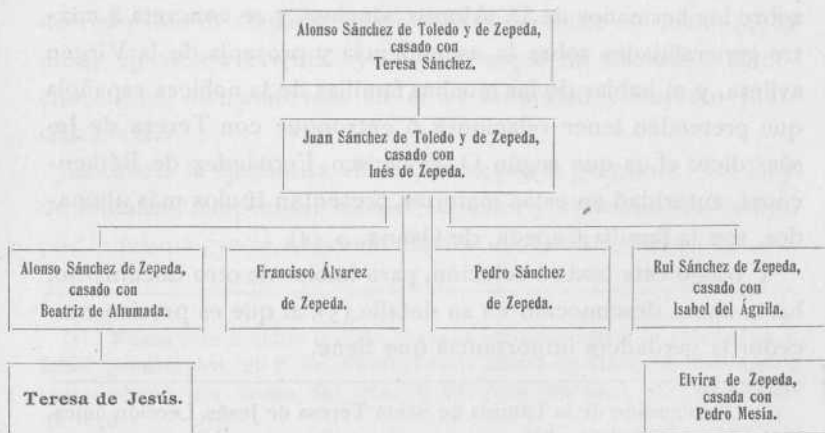 Alonso Sánchez de Toledo y de Zepeda,
casado con
Teresa Sánchez.
Juan Sánchez de Toledo y de Zepeda,
casado con
Inés de Zepeda.
Alonso Sánchez de Zepeda,
casado con
Beatriz de Ahumada.
Francisco Álvarez
de Zepeda.
Pedro Sánchez
de Zepeda.
Rui Sánchez de Zepeda,
casado con
Isabel del Águila.
Teresa de Jesús.
Elvira de Zepeda,
casada con
Pedro Mesía.